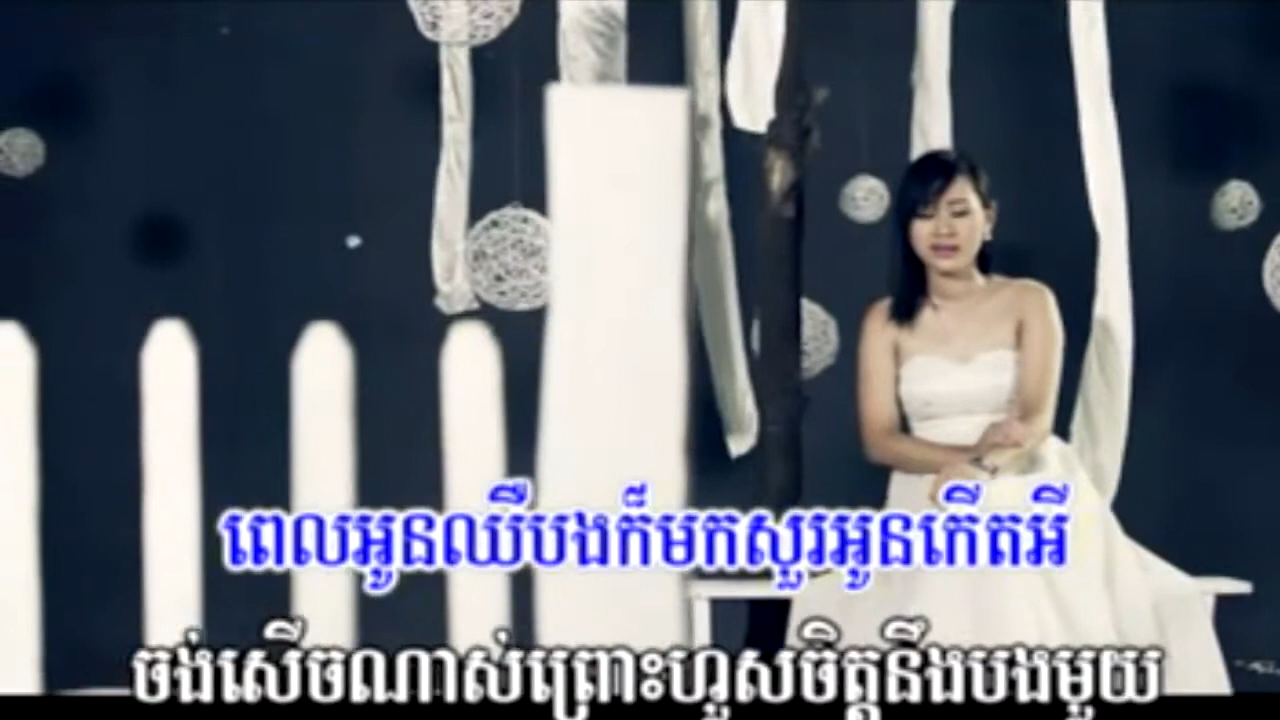 ពេលអូនឈឺបងក៏មកសួរអូនកើតអី
ចង់សើចណាស់ព្រោះហួសចិត្តនឹងបងមួយ